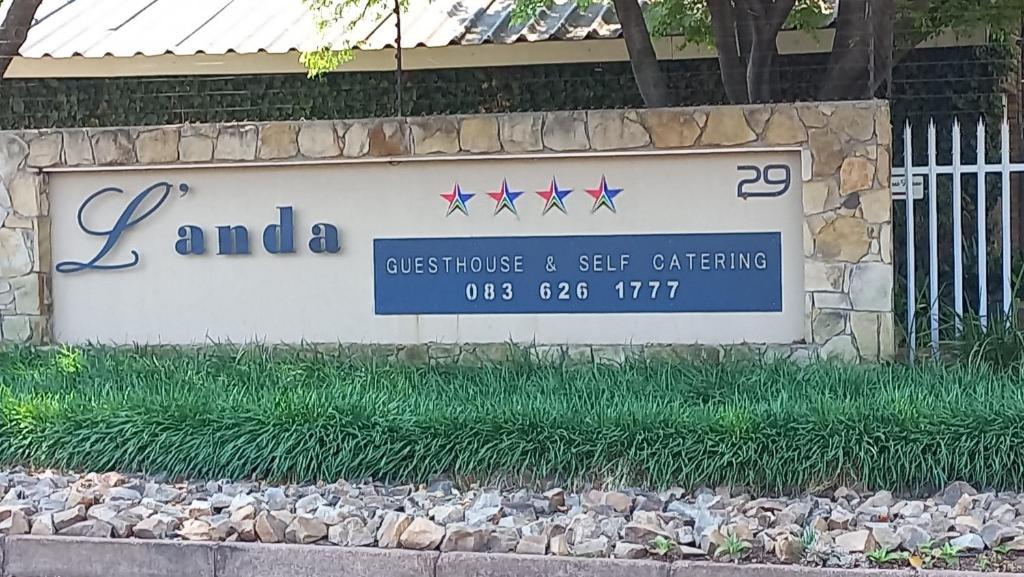 L'anda
29
GUESTHOUSE & SELF CATERING
083 626 1777